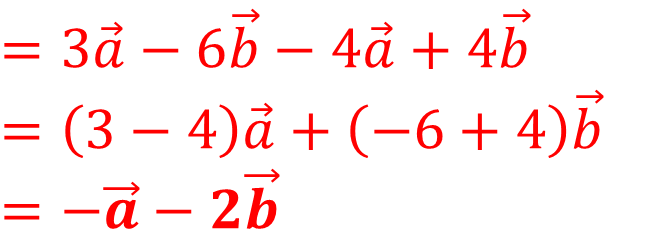 = 3a⃗ − 6b⃗ − 4a⃗ + 4b⃗
= (3 − 4)a⃗ + (−6 + 4)b⃗
= −a⃗ − 2b⃗